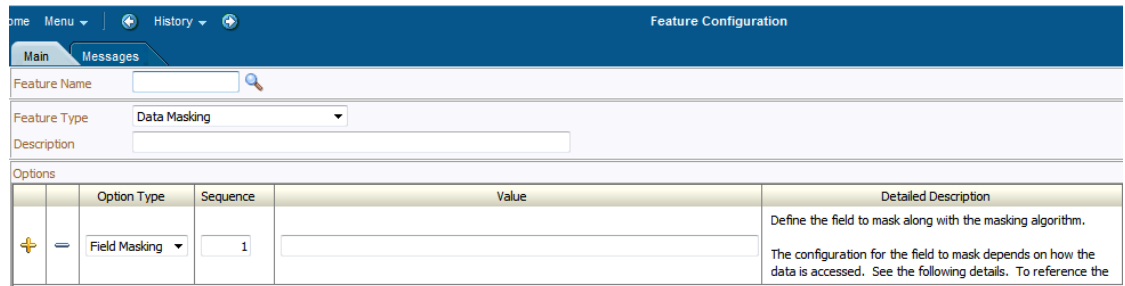 Menu
History
Feature Configuration
Main
Messages
Feature Name
Feature Type
Data Masking
Description
Options
Option Type
Sequence
Value
Detailed Description
Field Masking
1
Define the field to mask along with the masking algorithm.
The configuration for the field to mask depends on how the
data is accessed. See the following details. To reference the